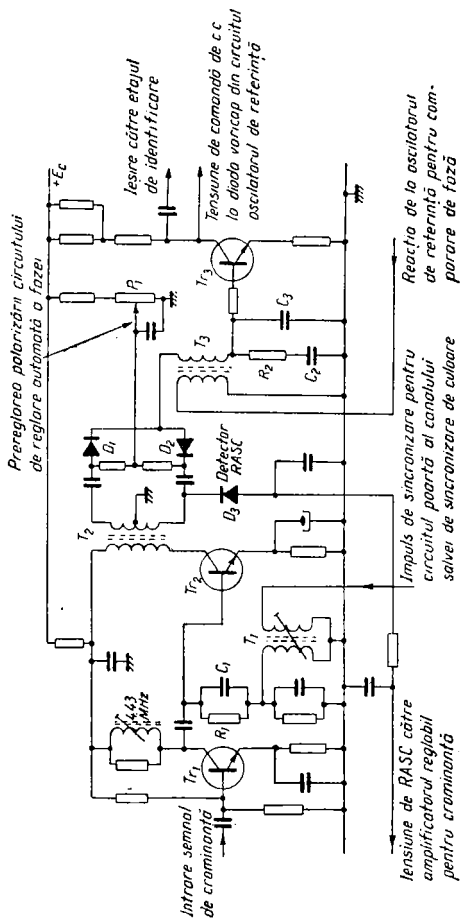 Prereglarea polarizării circuitului
de reglare automată a fazei
+Ec
Ieșire către etajul
de identificare
Tensiune de comandă de c c
la dioda varicap din circuitul
oscilatorul de referință
4,43
MHz
T2
D1
D2
P1
Detector
RASC
D3
T3
Tr3
R2
C2
C3
Tr2
Tr1
R1
C1
T1
Intrare semnal
de crominanță
Tensiune de RASC către
amplificatorul reglabil
pentru crominanță
Impuls de sincronizare pentru
circuitul poartă al canalului
salvei de sincronizare de culoare
Reacția de la oscilatorul
de referință pentru com-
parare de fază